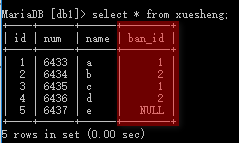 MariaDB [db1]> select * from xuesheng;
+----+------+------+--------+
| id | num | name | ban_id |
+----+------+------+--------+
| 1 | 6433 | a | 1 |
| 2 | 6434 | b | 2 |
| 3 | 6435 | c | 1 |
| 4 | 6436 | d | 2 |
| 5 | 6437 | e | NULL |
+----+------+------+--------+
5 rows in set (0.00 sec)